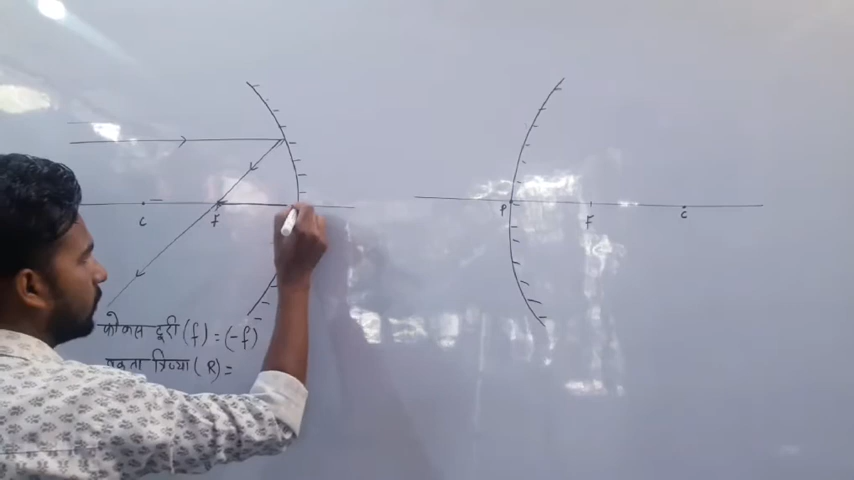 C F
P F C
फोकस दूरी (f) = (-f)
वक्रता त्रिज्या (R) =